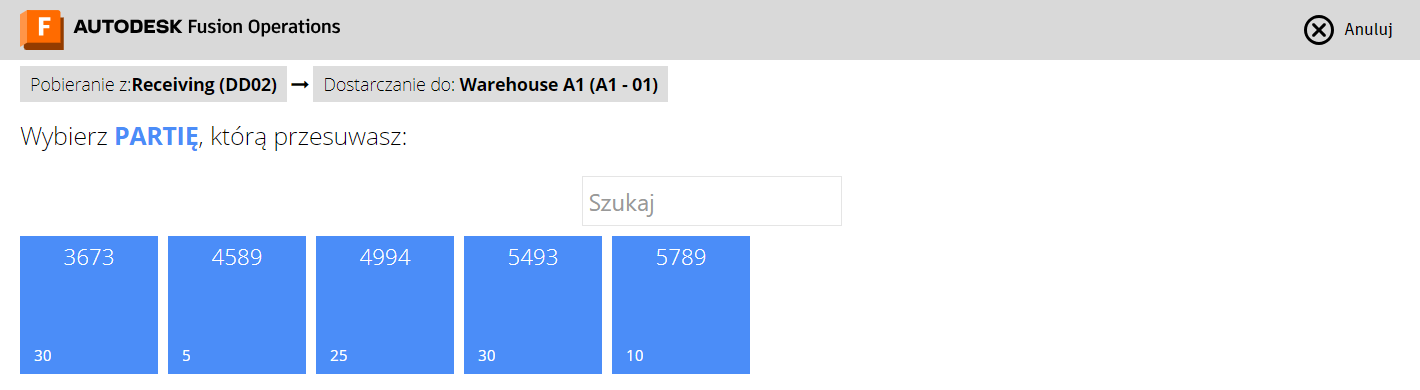 F AUTODESK Fusion Operations Anuluj
Pobieranie z:Receiving (DD02) → Dostarczanie do: Warehouse A1 (A1 - 01)
Wybierz PARTIĘ, którą przesuwasz:
Szukaj
3673 4589 4994 5493 5789
30 5 25 30 10